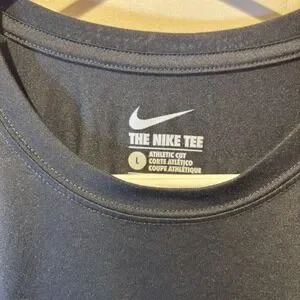 THE NIKE TEE
L
ATHLETIC CUT
CORTE ATLÉTICO
COUPE ATHLÉTIQUE